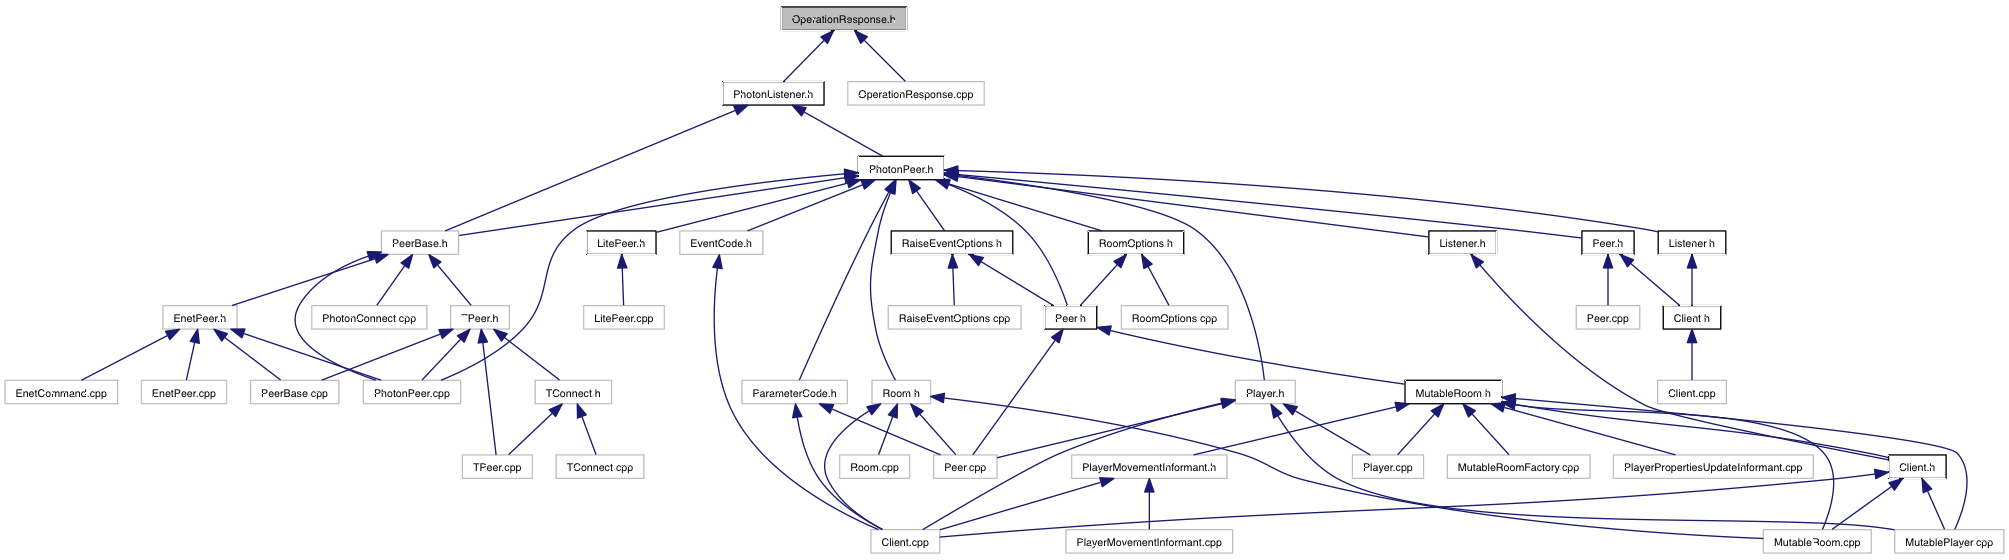 OperationResponse.h
PhotonListener.h
OperationResponse.cpp
PhotonPeer.h
PeerBase.h
LitePeer.h
EventCode.h
RaiseEventOptions.h
RoomOptions.h
Listener.h
Peer.h
Listener.h
EnetPeer.h
PhotonConnect.cpp
TPeer.h
LitePeer.cpp
RaiseEventOptions.cpp
Peer.h
RoomOptions.cpp
Peer.cpp
Client.h
EnetCommand.cpp
EnetPeer.cpp
PeerBase.cpp
PhotonPeer.cpp
TConnect.h
ParameterCode.h
Room.h
Player.h
MutableRoom.h
Client.cpp
TPeer.cpp
TConnect.cpp
Room.cpp
Peer.cpp
PlayerMovementInformant.h
Player.cpp
MutableRoomFactory.cpp
PlayerPropertiesUpdateInformant.cpp
Client.h
Client.cpp
PlayerMovementInformant.cpp
MutableRoom.cpp
MutablePlayer.cpp